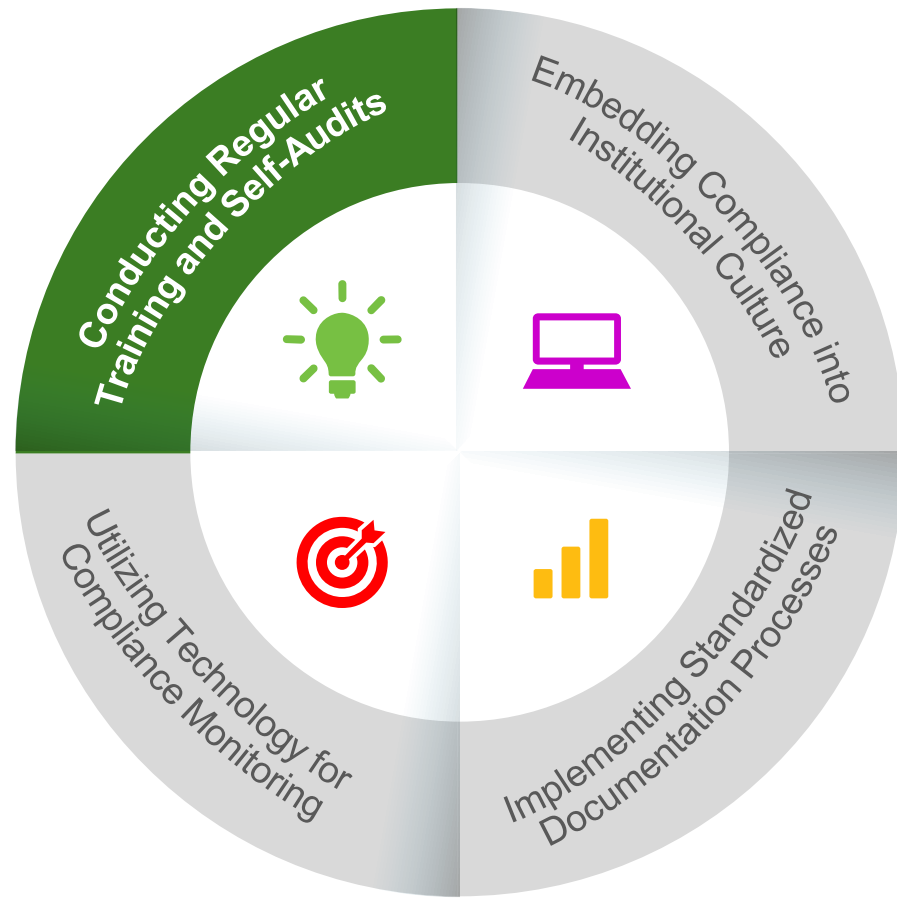 Conducting Regular
Training and Self-Audits
Embedding Compliance into
Institutional Culture
Utilizing Technology for
Compliance Monitoring
Implementing Standardized
Documentation Processes